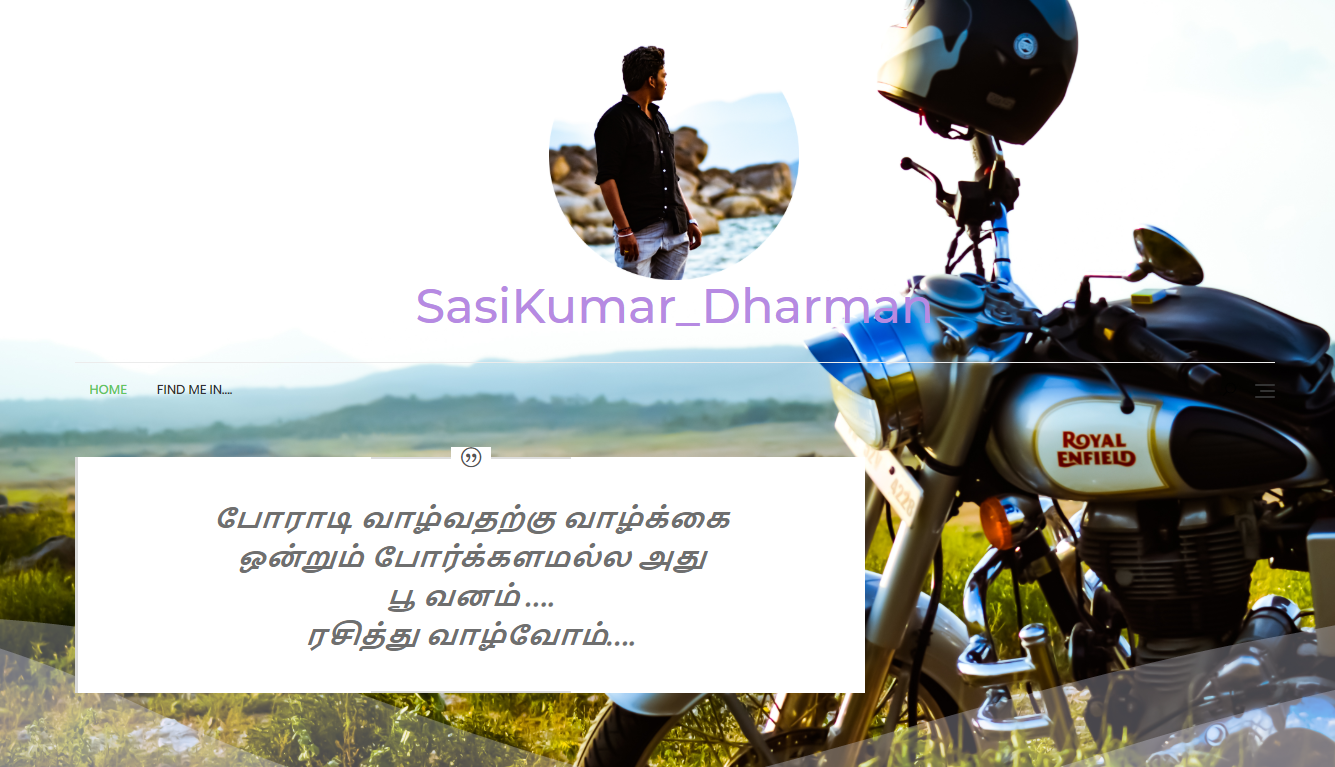 SasiKumar_Dharman
HOME FIND ME IN....
ROYAL
ENFIELD
போராடி வாழ்வதற்கு வாழ்க்கை
ஒன்றும் போர்க்களமல்ல அது
பூ வனம் ....
ரசித்து வாழ்வோம்....